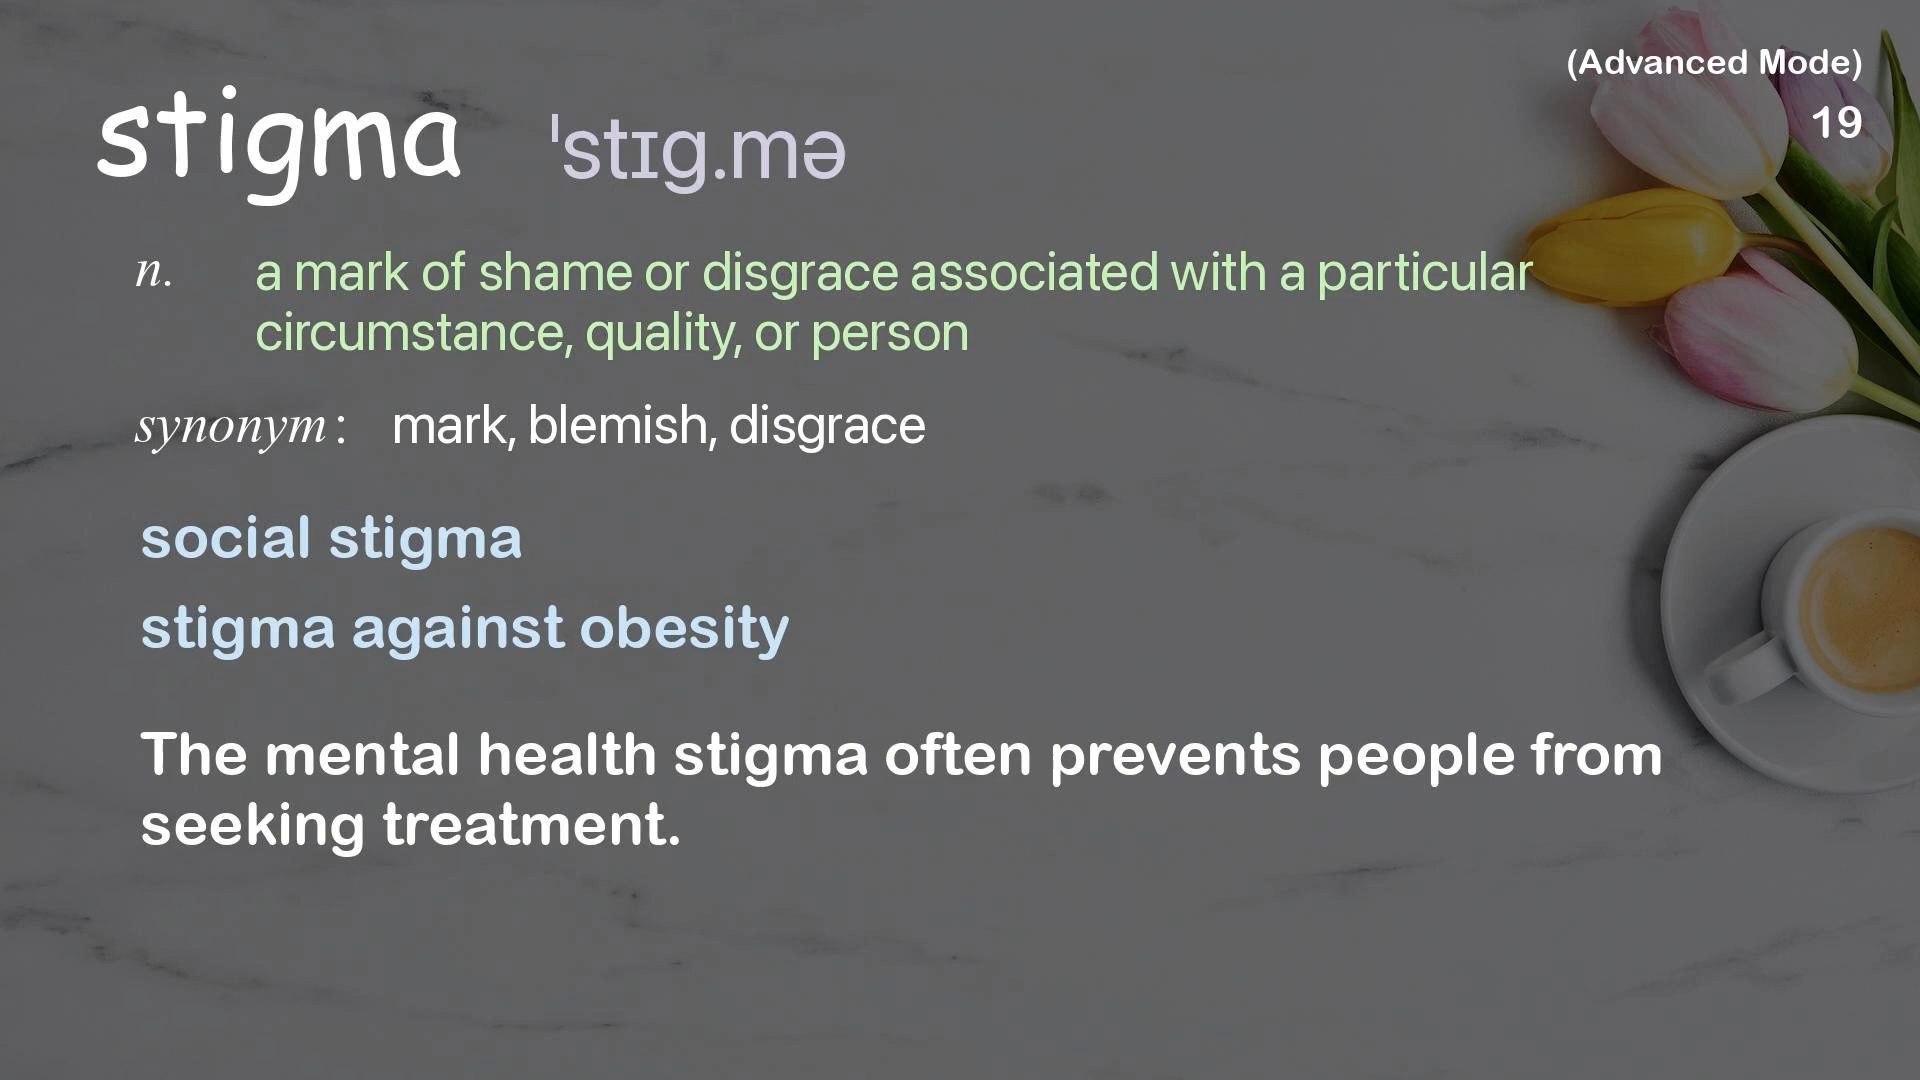 (Advanced Mode)
19
stigma ˈstɪg.mə
n. a mark of shame or disgrace associated with a particular
circumstance, quality, or person
synonym : mark, blemish, disgrace
social stigma
stigma against obesity
The mental health stigma often prevents people from
seeking treatment.